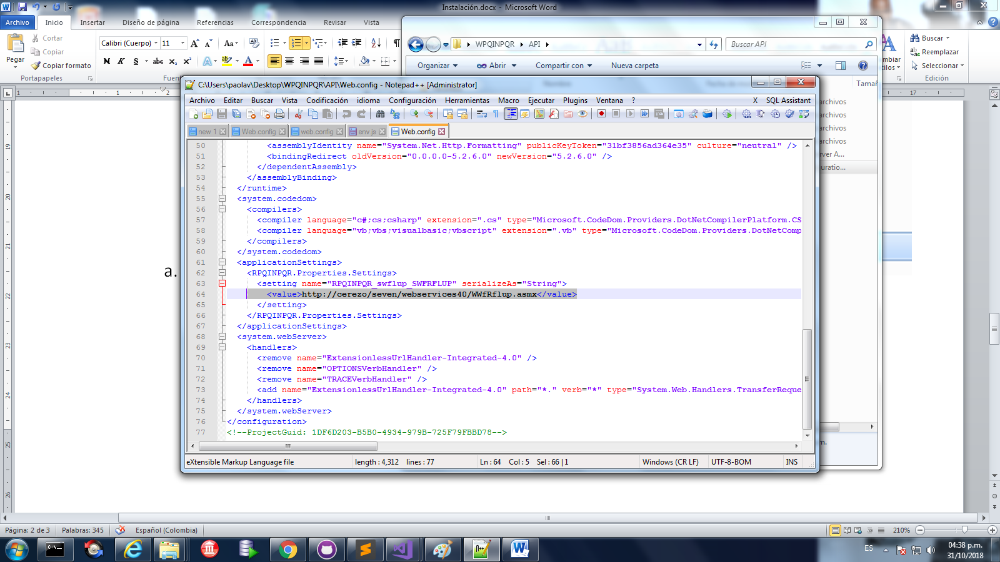 Instalación.docx - Microsoft Word
Archivo Inicio Insertar Diseño de página Referencias Correspondencia Revisar Vista
Pegar
Cortar
Copiar
Copiar formato
Portapapeles
Calibri (Cuerpo) 11
N K S abc x₂ x²
Buscar
Reemplazar
Seleccionar
Edición
WPQINPQR API
Buscar API
Organizar Abrir Compartir con Nueva carpeta
archivos
archivos
archivos
archivos
C:\Users\paolav\Desktop\WPQINPQR\API\Web.config - Notepad++ [Administrator]
Archivo Editar Buscar Vista Codificación idioma Configuración Herramientas Macro Ejecutar Plugins Ventana ? X SQL Assistant
new 1 Web.config web.config env.js Web.config
50 <assemblyIdentity name="System.Net.Http.Formatting" publicKeyToken="31bf3856ad364e35" culture="neutral" />
51 <bindingRedirect oldVersion="0.0.0.0-5.2.6.0" newVersion="5.2.6.0" />
52 </dependentAssembly>
53 </assemblyBinding>
54 </runtime>
55 <system.codedom>
56 <compilers>
57 <compiler language="c#;cs;csharp" extension=".cs" type="Microsoft.CodeDom.Providers.DotNetCompilerPlatform.CS
58 <compiler language="vb;vbs;visualbasic;vbscript" extension=".vb" type="Microsoft.CodeDom.Providers.DotNetComp
59 </compilers>
60 </system.codedom>
61 <applicationSettings>
62 <RPQINPQR.Properties.Settings>
63 <setting name="RPQINPQR_swflup_SWFRFLUP" serializeAs="String">
64 <value>http://cerezo/seven/webservices40/WWfRflup.asmx</value>
65 </setting>
66 </RPQINPQR.Properties.Settings>
67 </applicationSettings>
68 <system.webServer>
69 <handlers>
70 <remove name="ExtensionlessUrlHandler-Integrated-4.0" />
71 <remove name="OPTIONSVerbHandler" />
72 <remove name="TRACEVerbHandler" />
73 <add name="ExtensionlessUrlHandler-Integrated-4.0" path="*." verb="*" type="System.Web.Handlers.TransferReque
74 </handlers>
75 </system.webServer>
76 </configuration>
77 <!--ProjectGuid: 1DF6D203-B5B0-4934-979B-725F79FBBD78-->
eXtensible Markup Language file length : 4,312 lines : 77 Ln : 64 Col : 5 Sel : 66 | 1 Windows (CR LF) UTF-8-BOM INS
a.
Página: 2 de 3 Palabras: 345 Español (Colombia) 210%
ES 04:38 p.m.
31/10/2018